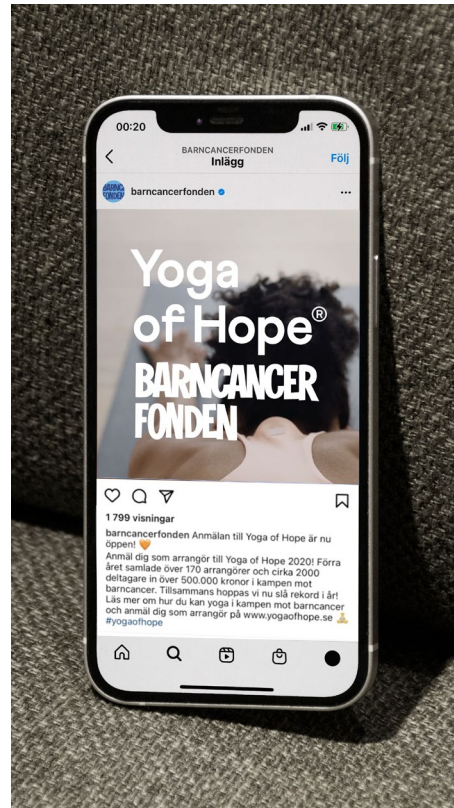 00:20
BARNCANCERFONDEN
Inlägg
Följ
BARNC
FONDEN
barncancerfonden
Yoga
of Hope®
BARNCANCER
FONDEN
1 799 visningar
barncancerfonden Anmälan till Yoga of Hope är nu
öppen! 🧡
Anmäl dig som arrangör till Yoga of Hope 2020! Förra
året samlade över 170 arrangörer och cirka 2000
deltagare in över 500.000 kronor i kampen mot
barncancer. Tillsammans hoppas vi nu slå rekord i år!
Läs mer om hur du kan yoga i kampen mot barncancer
och anmäl dig som arrangör på www.yogaofhope.se 🙏
#yogaofhope